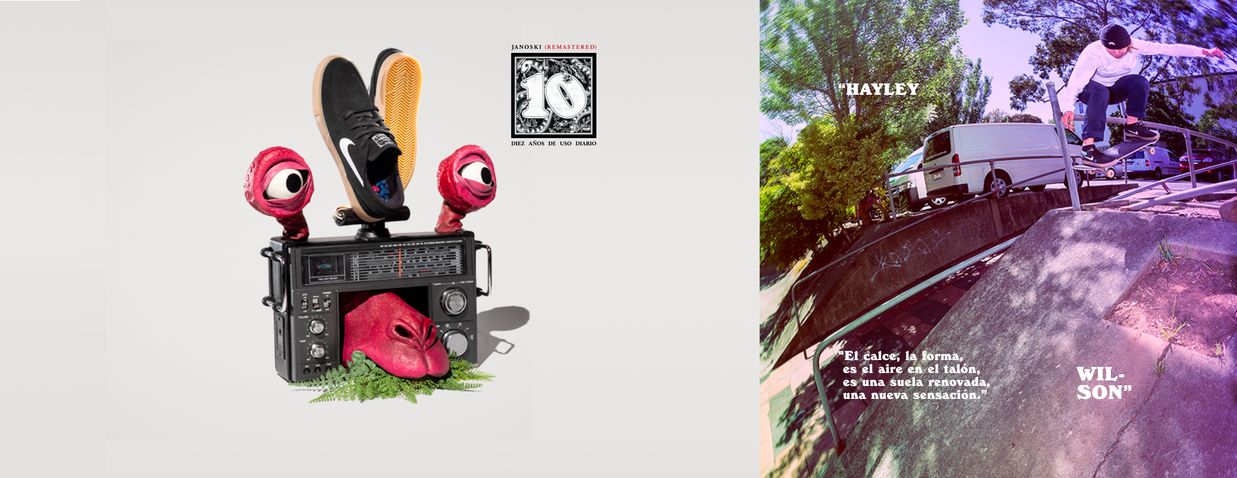 JANOSKI (REMASTERED)
10
DIEZ AÑOS DE USO DIARIO
"HAYLEY
"El calce, la forma,
es el aire en el talón,
es una suela renovada,
una nueva sensación."
WIL-
SON"